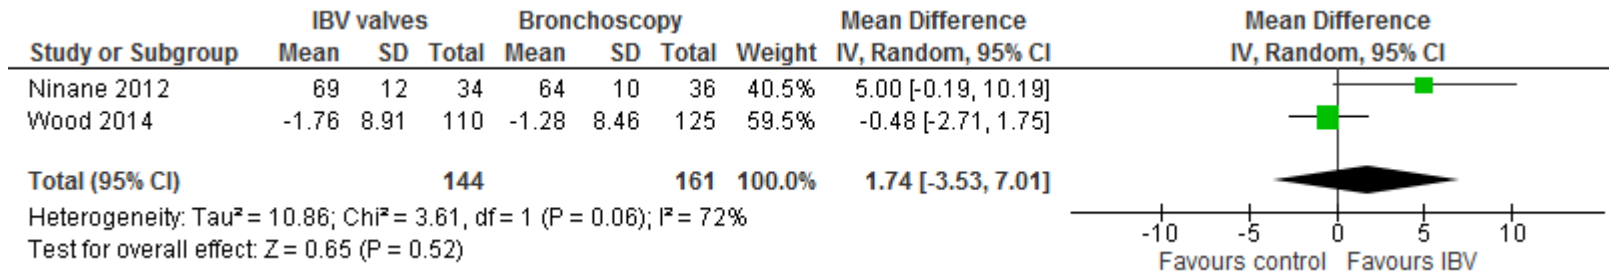 IBV valves Bronchoscopy Mean Difference Mean Difference
Study or Subgroup Mean SD Total Mean SD Total Weight IV, Random, 95% CI IV, Random, 95% CI
Ninane 2012 69 12 34 64 10 36 40.5% 5.00 [-0.19, 10.19]
Wood 2014 -1.76 8.91 110 -1.28 8.46 125 59.5% -0.48 [-2.71, 1.75]
Total (95% CI) 144 161 100.0% 1.74 [-3.53, 7.01]
Heterogeneity: Tau² = 10.86; Chi² = 3.61, df = 1 (P = 0.06); I² = 72%
Test for overall effect: Z = 0.65 (P = 0.52)
-10 -5 0 5 10
Favours control Favours IBV